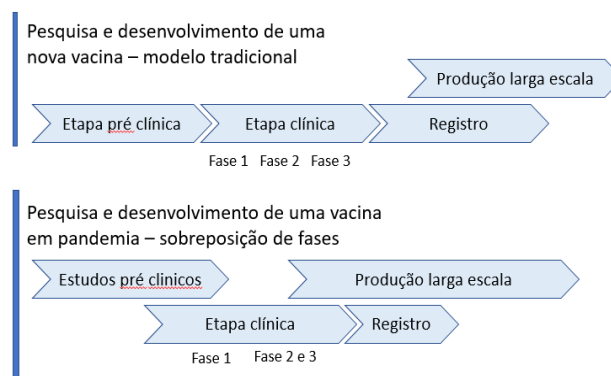 Pesquisa e desenvolvimento de uma
nova vacina – modelo tradicional
Produção larga escala
Etapa pré clínica
Etapa clínica
Registro
Fase 1 Fase 2 Fase 3
Pesquisa e desenvolvimento de uma vacina
em pandemia – sobreposição de fases
Estudos pré clinicos
Produção larga escala
Etapa clínica
Registro
Fase 1
Fase 2 e 3